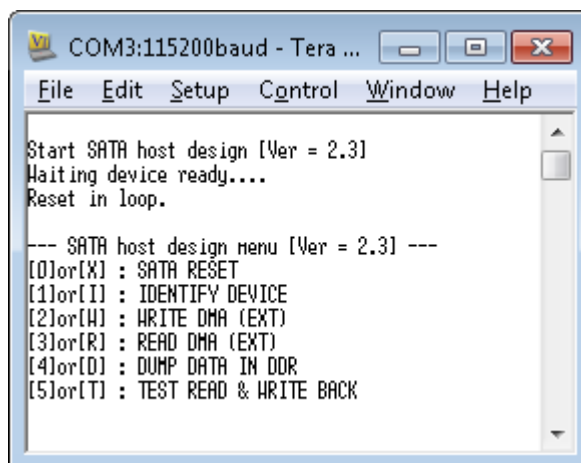 COM3:115200baud - Tera ...
File Edit Setup Control Window Help
Start SATA host design [Ver = 2.3]
Waiting device ready....
Reset in loop.
--- SATA host design menu [Ver = 2.3] ---
[0]or[X] : SATA RESET
[1]or[I] : IDENTIFY DEVICE
[2]or[W] : WRITE DMA (EXT)
[3]or[R] : READ DMA (EXT)
[4]or[D] : DUMP DATA IN DDR
[5]or[T] : TEST READ & WRITE BACK